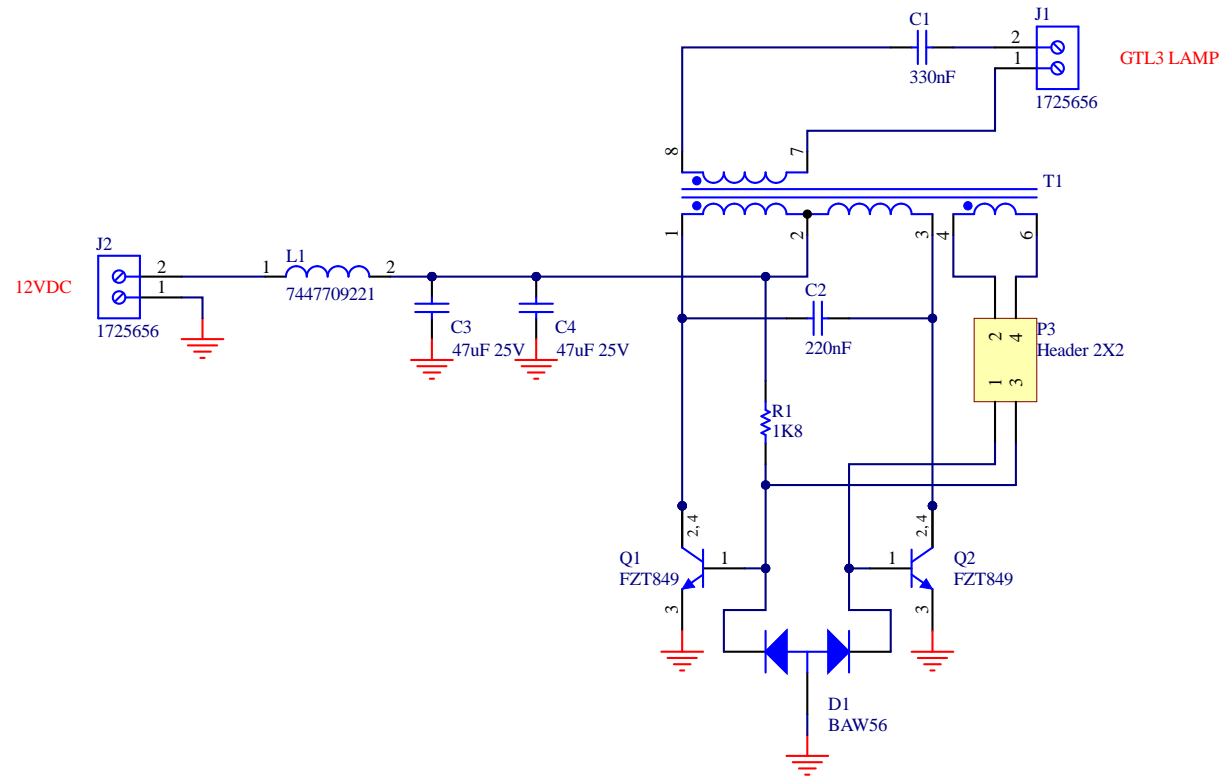 C1
330nF
J1
2
1
1725656
GTL3 LAMP
8
7
T1
1
2
3
4
6
J2
12VDC
2
1
1725656
L1
1
2
7447709221
C3
47uF 25V
C4
47uF 25V
C2
220nF
2
4
P3
Header 2X2
1
3
R1
1K8
2, 4
2, 4
Q1
FZT849
1
3
1
Q2
FZT849
3
D1
BAW56